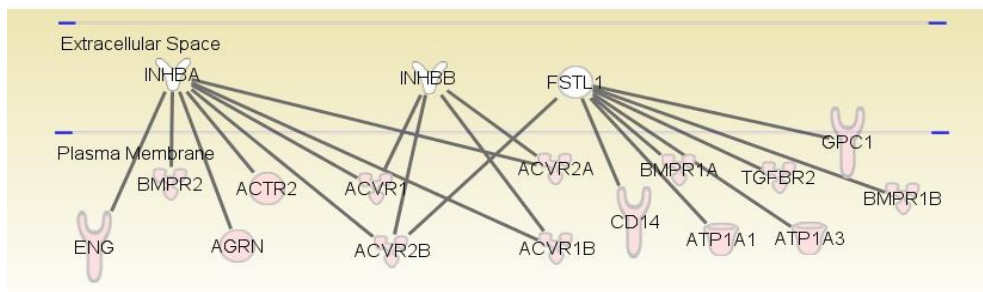 Extracellular Space
INHBA
INHBB
FSTL1
Plasma Membrane
GPC1
BMPR2
ACTR2
ACVR1
ACVR2A
BMPR1A
TGFBR2
BMPR1B
ENG
AGRN
ACVR2B
ACVR1B
CD14
ATP1A1
ATP1A3